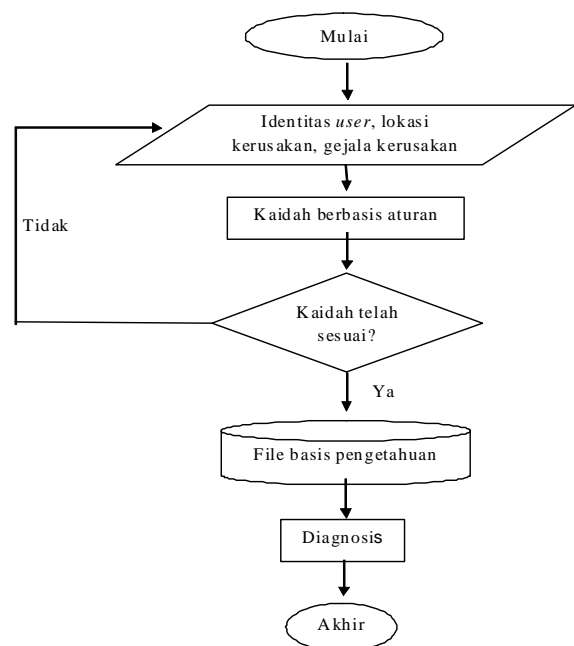 Mulai
Identitas user, lokasi
kerusakan, gejala kerusakan
Kaidah berbasis aturan
Tidak
Kaidah telah
sesuai?
Ya
File basis pengetahuan
Diagnosis
Akhir